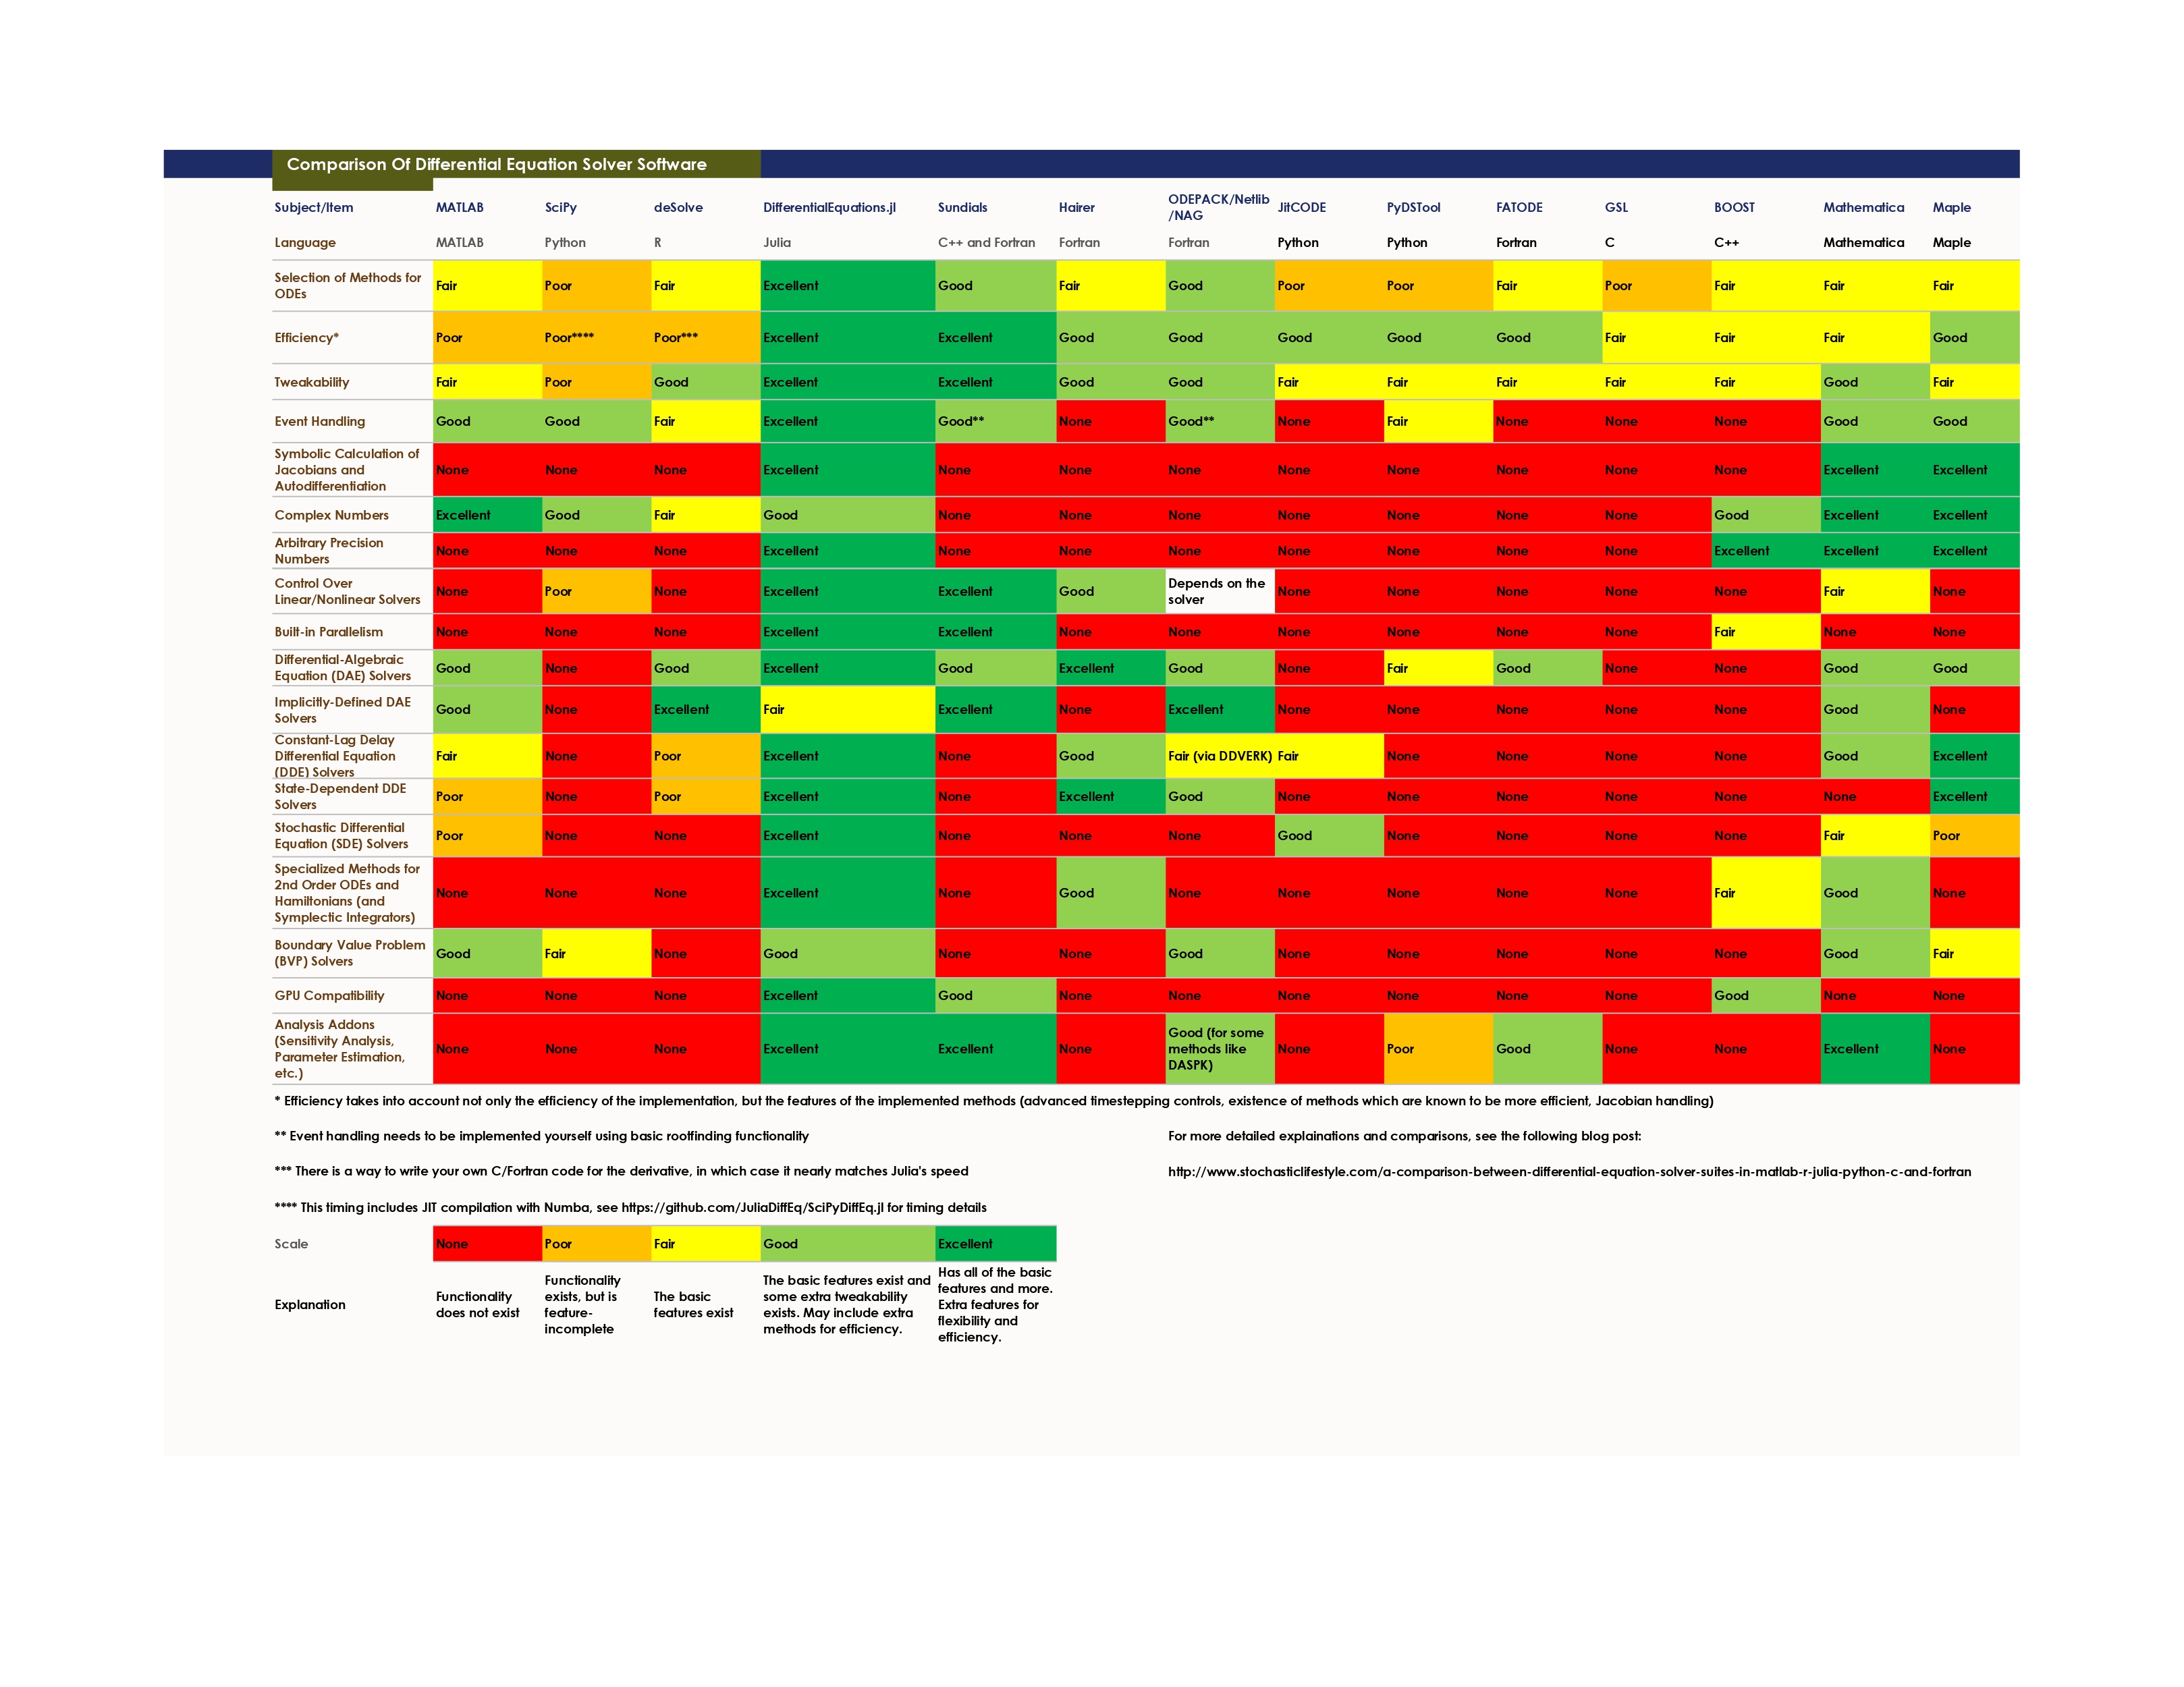 Comparison Of Differential Equation Solver Software
Subject/Item MATLAB SciPy deSolve DifferentialEquations.jl Sundials Hairer ODEPACK/Netlib /NAG JitCODE PyDSTool FATODE GSL BOOST Mathematica Maple
Language MATLAB Python R Julia C++ and Fortran Fortran Fortran Python Python Fortran C C++ Mathematica Maple
Selection of Methods for ODEs Fair Poor Fair Excellent Good Fair Good Poor Poor Fair Poor Fair Fair Fair
Efficiency* Poor Poor**** Poor*** Excellent Excellent Good Good Good Good Good Fair Fair Fair Good
Tweakability Fair Poor Good Excellent Excellent Good Good Fair Fair Fair Fair Fair Good Fair
Event Handling Good Good Fair Excellent Good** None Good** None Fair None None None Good Good
Symbolic Calculation of Jacobians and Autodifferentiation None None None Excellent None None None None None None None None Excellent Excellent
Complex Numbers Excellent Good Fair Good None None None None None None None Good Excellent Excellent
Arbitrary Precision Numbers None None None Excellent None None None None None None None Excellent Excellent Excellent
Control Over Linear/Nonlinear Solvers None Poor None Excellent Excellent Good Depends on the solver None None None None None Fair None
Built-in Parallelism None None None Excellent Excellent None None None None None None Fair None None
Differential-Algebraic Equation (DAE) Solvers Good None Good Excellent Good Excellent Good None Fair Good None None Good Good
Implicitly-Defined DAE Solvers Good None Excellent Fair Excellent None Excellent None None None None None Good None
Constant-Lag Delay Differential Equation (DDE) Solvers Fair None Poor Excellent None Good Fair (via DDVERK) Fair None None None None Good Excellent
State-Dependent DDE Solvers Poor None Poor Excellent None Excellent Good None None None None None None Excellent
Stochastic Differential Equation (SDE) Solvers Poor None None Excellent None None None Good None None None None Fair Poor
Specialized Methods for 2nd Order ODEs and Hamiltonians (and Symplectic Integrators) None None None Excellent None Good None None None None None Fair Good None
Boundary Value Problem (BVP) Solvers Good Fair None Good None None Good None None None None None Good Fair
GPU Compatibility None None None Excellent Good None None None None None None Good None None
Analysis Addons (Sensitivity Analysis, Parameter Estimation, etc.) None None None Excellent Excellent None Good (for some methods like DASPK) None Poor Good None None Excellent None
* Efficiency takes into account not only the efficiency of the implementation, but the features of the implemented methods (advanced timestepping controls, existence of methods which are known to be more efficient, Jacobian handling)
** Event handling needs to be implemented yourself using basic rootfinding functionality
For more detailed explainations and comparisons, see the following blog post:
*** There is a way to write your own C/Fortran code for the derivative, in which case it nearly matches Julia's speed
http://www.stochasticlifestyle.com/a-comparison-between-differential-equation-solver-suites-in-matlab-r-julia-python-c-and-fortran
**** This timing includes JIT compilation with Numba, see https://github.com/JuliaDiffEq/SciPyDiffEq.jl for timing details
Scale None Poor Fair Good Excellent
Explanation Functionality does not exist Functionality exists, but is feature-incomplete The basic features exist The basic features exist and some extra tweakability exists. May include extra methods for efficiency. Has all of the basic features and more. Extra features for flexibility and efficiency.